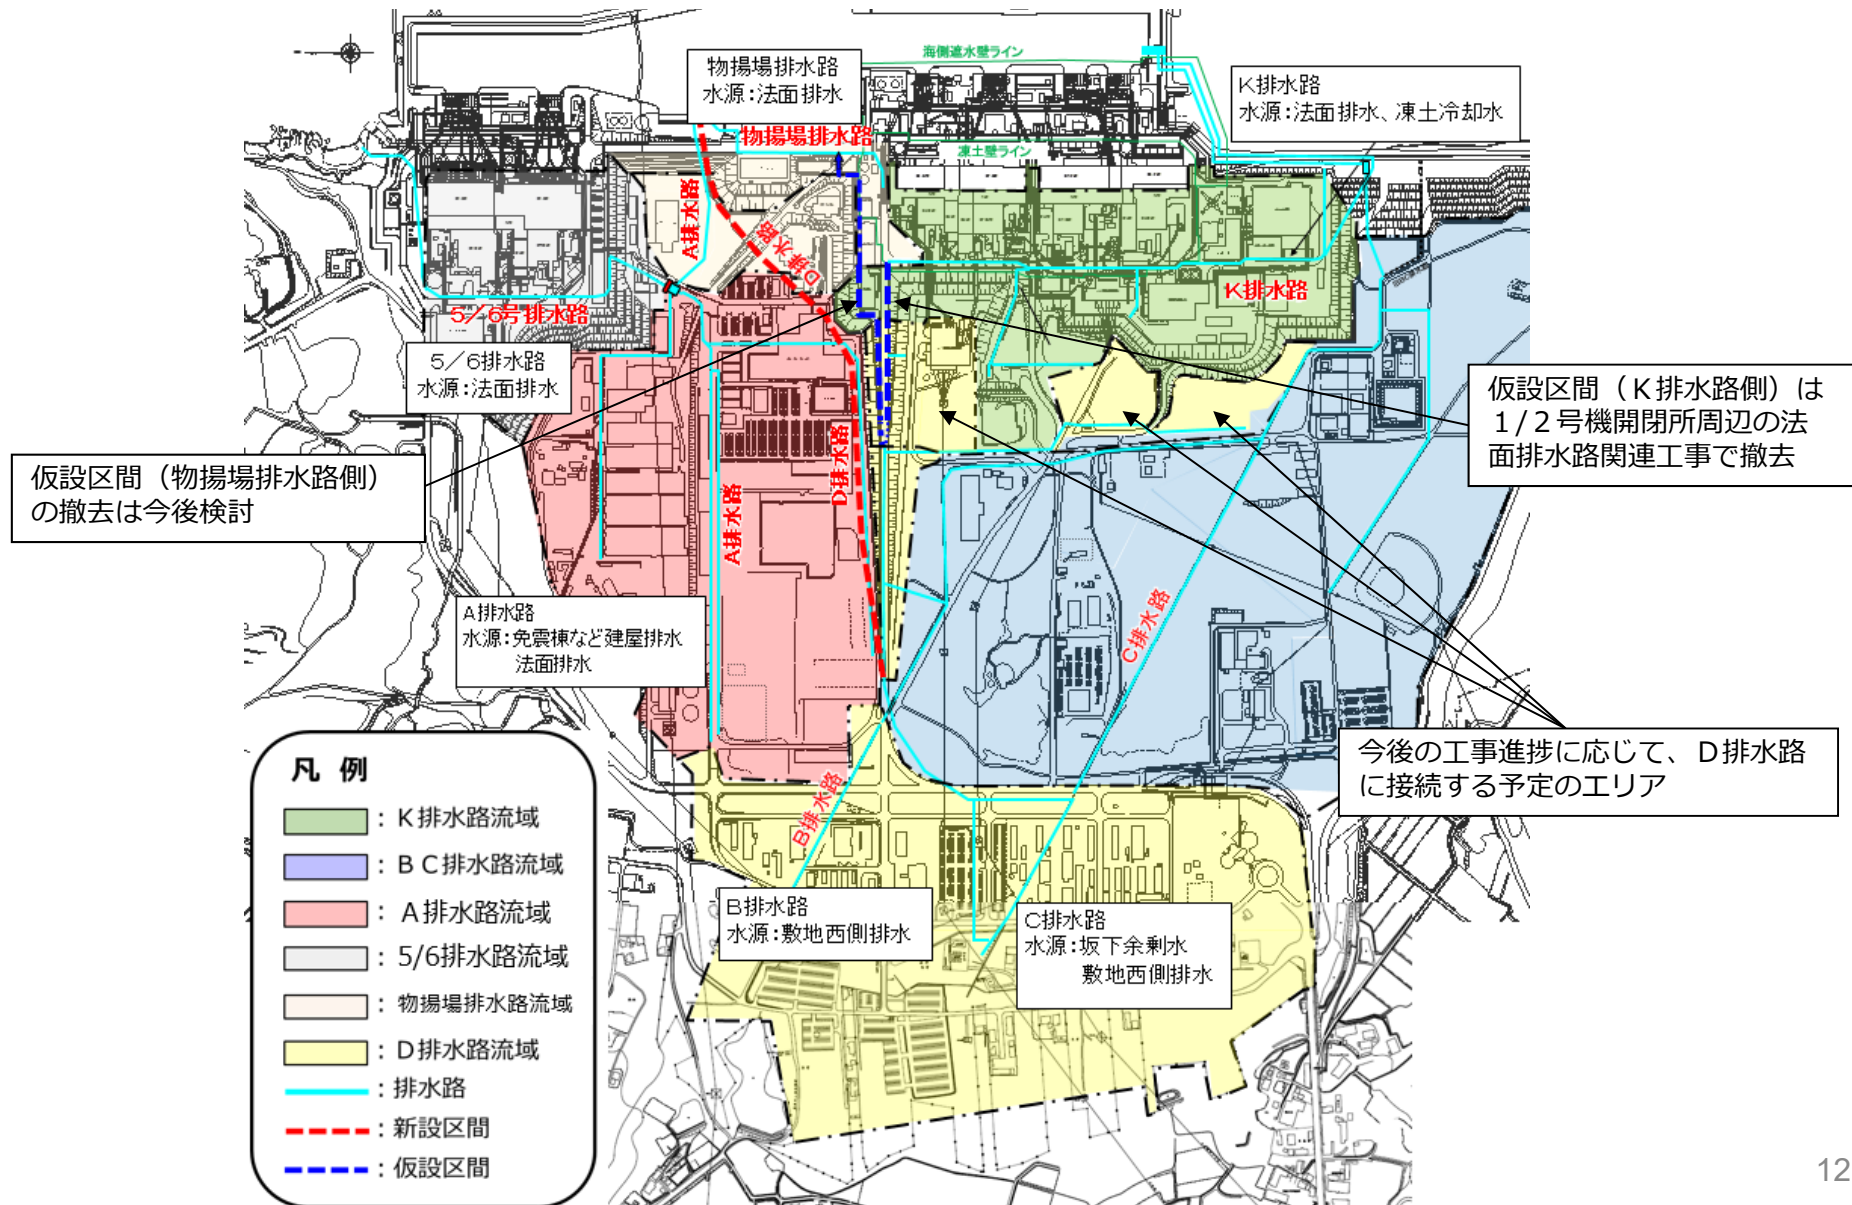 物揚場排水路
水源：法面排水
海側遮水壁ライン
K排水路
水源：法面排水、凍土冷却水
物揚場排水路
凍土壁ライン
A排水路
D排水路
5／6号排水路
K排水路
5／6排水路
水源：法面排水
仮設区間（K排水路側）は
1/2号機開閉所周辺の法
面排水路関連工事で撤去
仮設区間（物揚場排水路側）
の撤去は今後検討
D排水路
A排水路
A排水路
水源：免震棟など建屋排水
法面排水
C排水路
今後の工事進捗に応じて、D排水路
に接続する予定のエリア
B排水路
B排水路
水源：敷地西側排水
C排水路
水源：坂下余剰水
敷地西側排水
凡 例
：K排水路流域
：BC排水路流域
：A排水路流域
：5/6排水路流域
：物揚場排水路流域
：D排水路流域
：排水路
：新設区間
：仮設区間
12